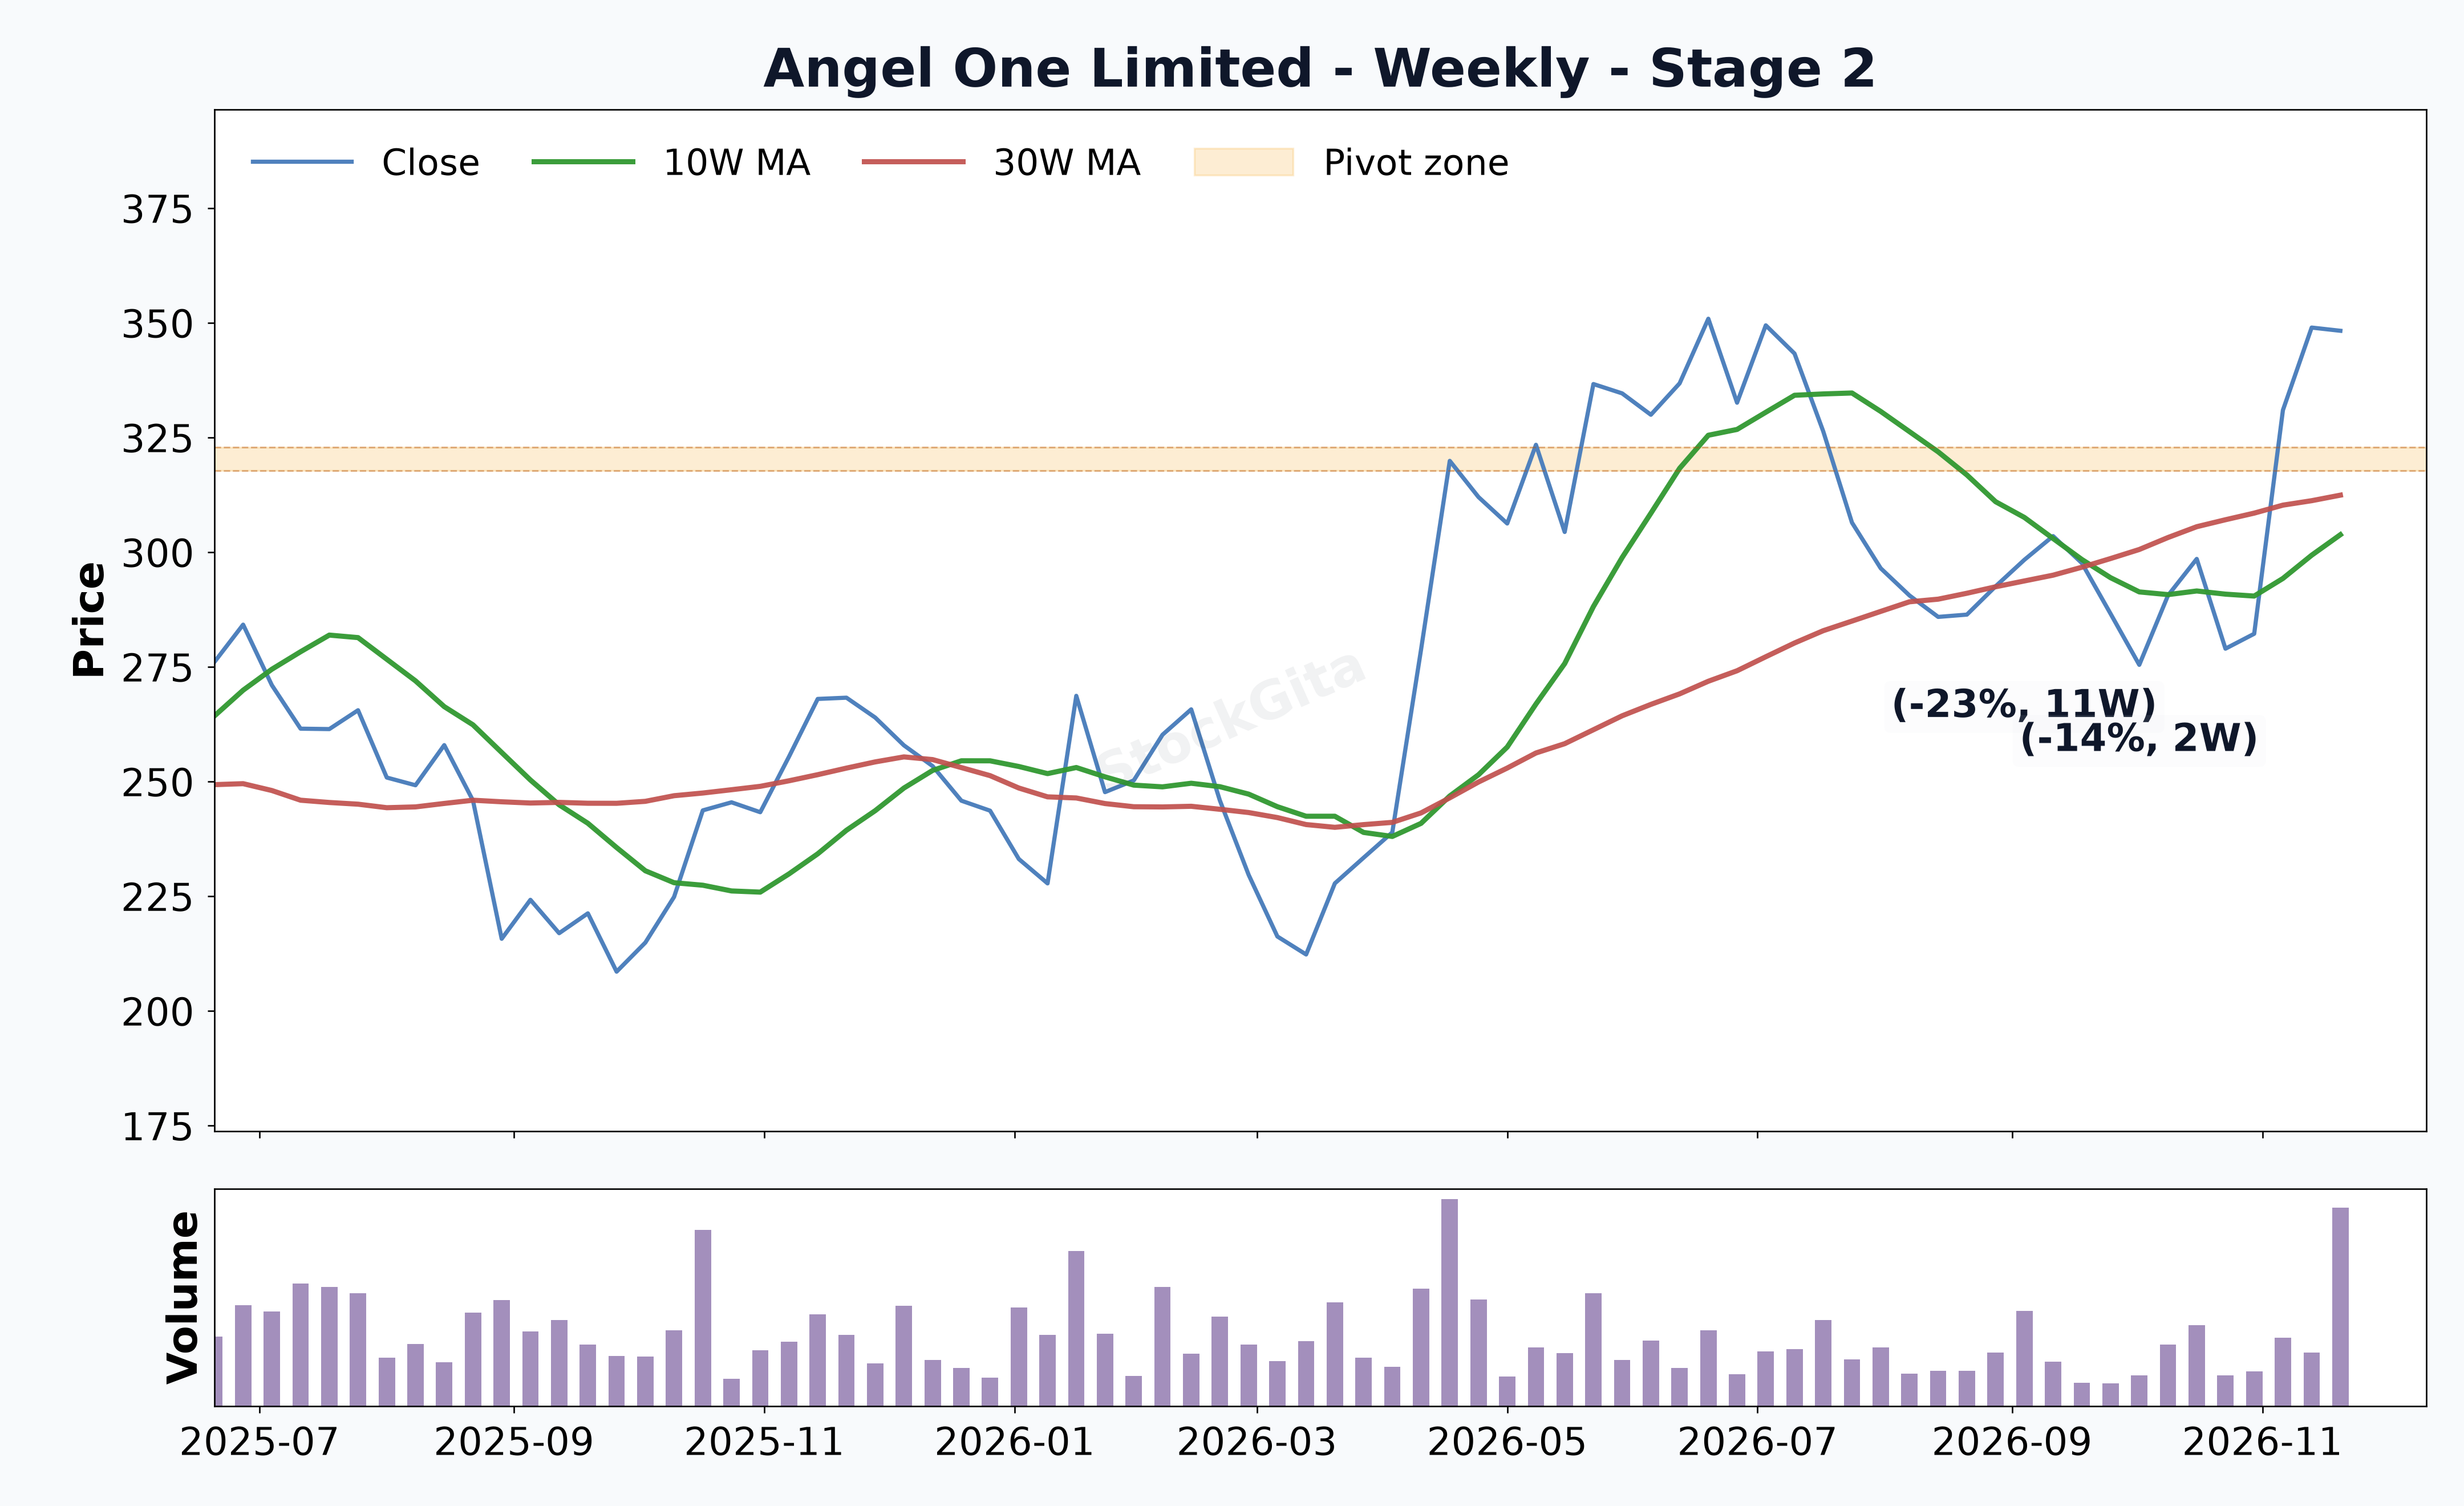 Angel One Limited - Weekly - Stage 2
Close 10W MA 30W MA Pivot zone
375
350
325
300
275
250
225
200
175
Price
StockGita
(-23%, 11W)
(-14%, 2W)
Volume
2025-07 2025-09 2025-11 2026-01 2026-03 2026-05 2026-07 2026-09 2026-11